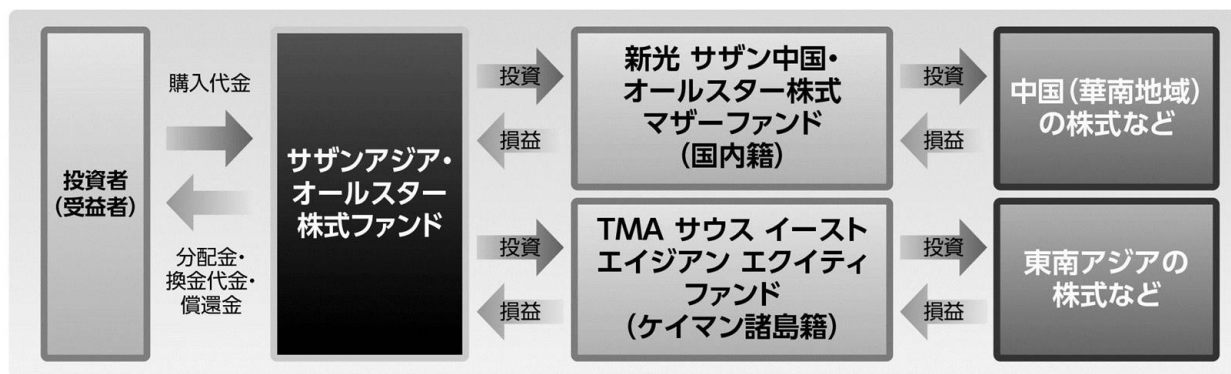 投資者
(受益者)
購入代金
分配金・
換金代金・
償還金
サザンアジア・
オールスター
株式ファンド
投資
損益
新光 サザン中国・
オールスター株式
マザーファンド
(国内籍)
投資
損益
中国(華南地域)
の株式など
投資
損益
TMA サウス イースト
エイジアン エクイティ
ファンド
(ケイマン諸島籍)
投資
損益
東南アジアの
株式など